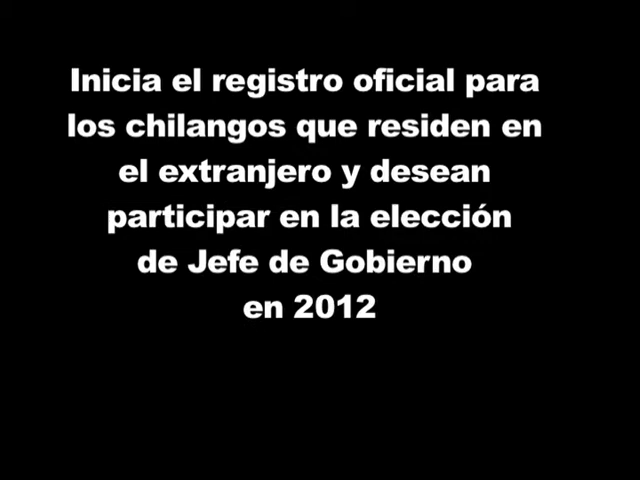 Inicia el registro oficial para
los chilangos que residen en
el extranjero y desean
participar en la elección
de Jefe de Gobierno
en 2012